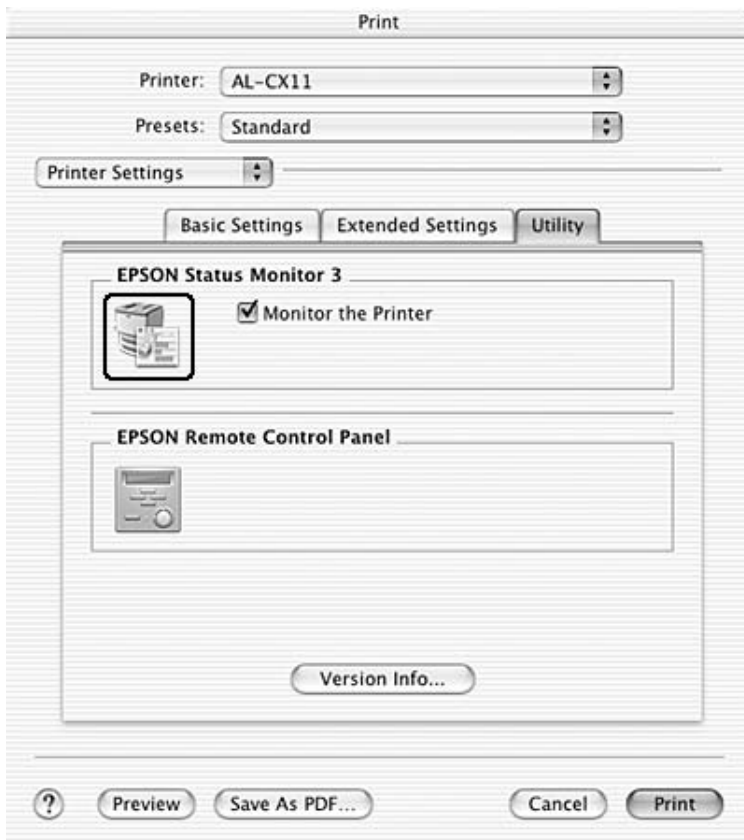 Print
Printer: AL-CX11
Presets: Standard
Printer Settings
Basic Settings Extended Settings Utility
EPSON Status Monitor 3
Monitor the Printer
EPSON Remote Control Panel
Version Info...
? Preview Save As PDF... Cancel Print